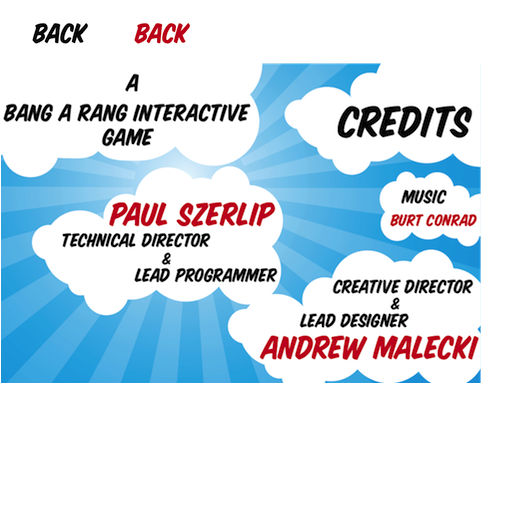 BACK BACK
A
BANG A RANG INTERACTIVE
GAME
CREDITS
PAUL SZERLIP
TECHNICAL DIRECTOR
&
LEAD PROGRAMMER
MUSIC
BURT CONRAD
CREATIVE DIRECTOR
&
LEAD DESIGNER
ANDREW MALECKI